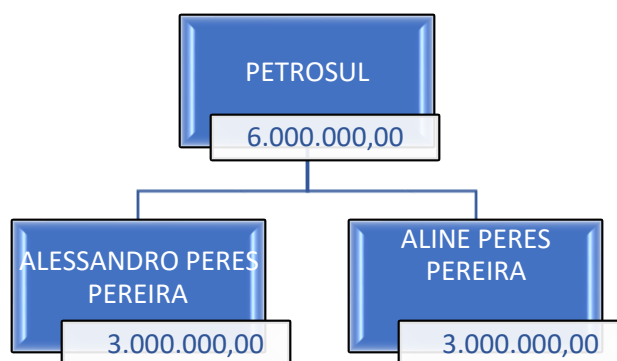 PETROSUL
6.000.000,00
ALESSANDRO PERES
PEREIRA
3.000.000,00
ALINE PERES
PEREIRA
3.000.000,00